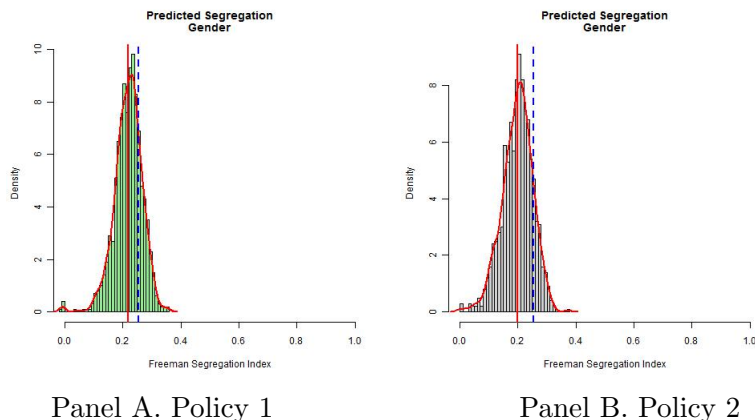 Predicted Segregation
Gender
Density
0
2
4
6
8
10
0.0 0.2 0.4 0.6 0.8 1.0
Freeman Segregation Index
Panel A. Policy 1
Predicted Segregation
Gender
Density
0
2
4
6
8
0.0 0.2 0.4 0.6 0.8 1.0
Freeman Segregation Index
Panel B. Policy 2